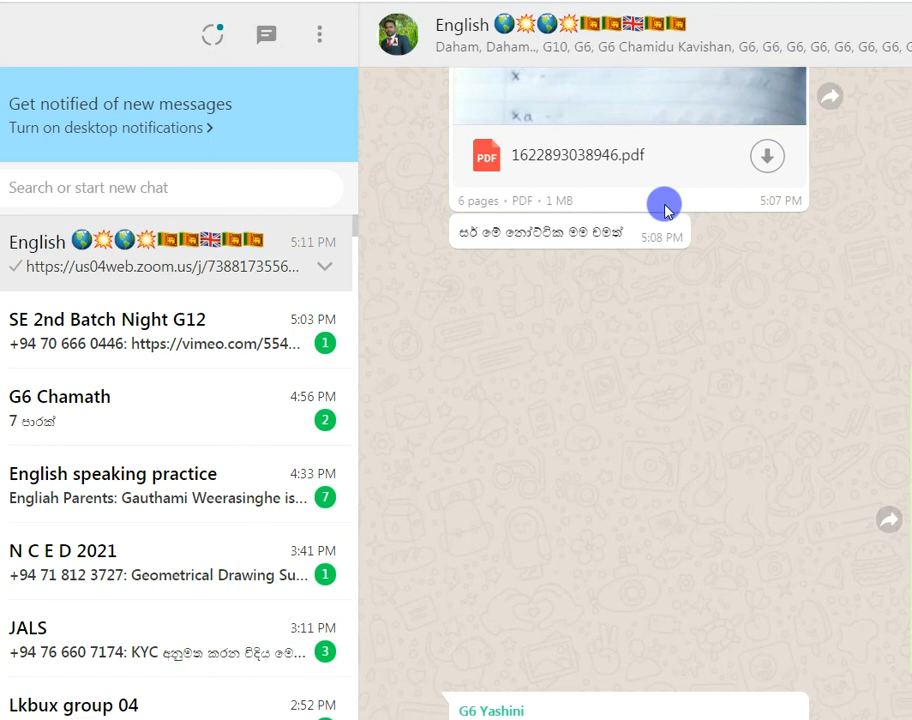 English 🌎💥🌎💥🇱🇰🇱🇰🇬🇧🇱🇰🇱🇰
Daham, Daham.., G10, G6, G6 Chamidu Kavishan, G6, G6, G6, G6, G6, G6, G6,
Get notified of new messages
Turn on desktop notifications >
Search or start new chat
English 🌎💥🌎💥🇱🇰🇱🇰🇬🇧🇱🇰🇱🇰 5:11 PM
https://us04web.zoom.us/j/7388173556...
SE 2nd Batch Night G12 5:03 PM
+94 70 666 0446: https://vimeo.com/554... 1
G6 Chamath 4:56 PM
7 පාරක් 2
English speaking practice 4:33 PM
Engliah Parents: Gauthami Weerasinghe is... 7
N C E D 2021 3:41 PM
+94 71 812 3727: Geometrical Drawing Su... 1
JALS 3:11 PM
+94 76 660 7174: KYC අනුමත කරන විදිය මෙ... 3
Lkbux group 04 2:52 PM
x
xa
PDF
1622893038946.pdf
6 pages • PDF • 1 MB 5:07 PM
සර් මේ නෝට්ටික මම චමත් 5:08 PM
G6 Yashini